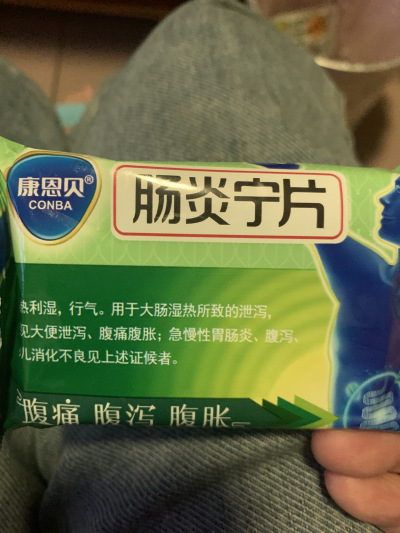 康恩贝®
CONBA
肠炎宁片
热利湿，行气。用于大肠湿热所致的泄泻，
见大便泄泻、腹痛腹胀；急慢性胃肠炎、腹泻、
儿消化不良见上述证候者。
腹痛 腹泻 腹胀